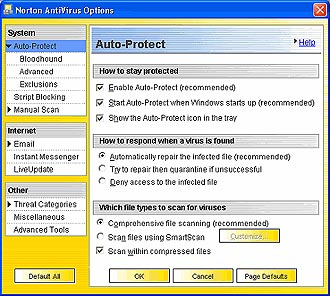 Norton AntiVirus Options
System
Auto-Protect
Bloodhound
Advanced
Exclusions
Script Blocking
Manual Scan
Internet
Email
Instant Messenger
LiveUpdate
Other
Threat Categories
Miscellaneous
Advanced Tools
Default All
Auto-Protect
Help
How to stay protected
Enable Auto-Protect (recommended)
Start Auto-Protect when Windows starts up (recommended)
Show the Auto-Protect icon in the tray
How to respond when a virus is found
Automatically repair the infected file (recommended)
Try to repair then quarantine if unsuccessful
Deny access to the infected file
Which file types to scan for viruses
Comprehensive file scanning (recommended)
Scan files using SmartScan
Customize...
Scan within compressed files
OK
Cancel
Page Defaults